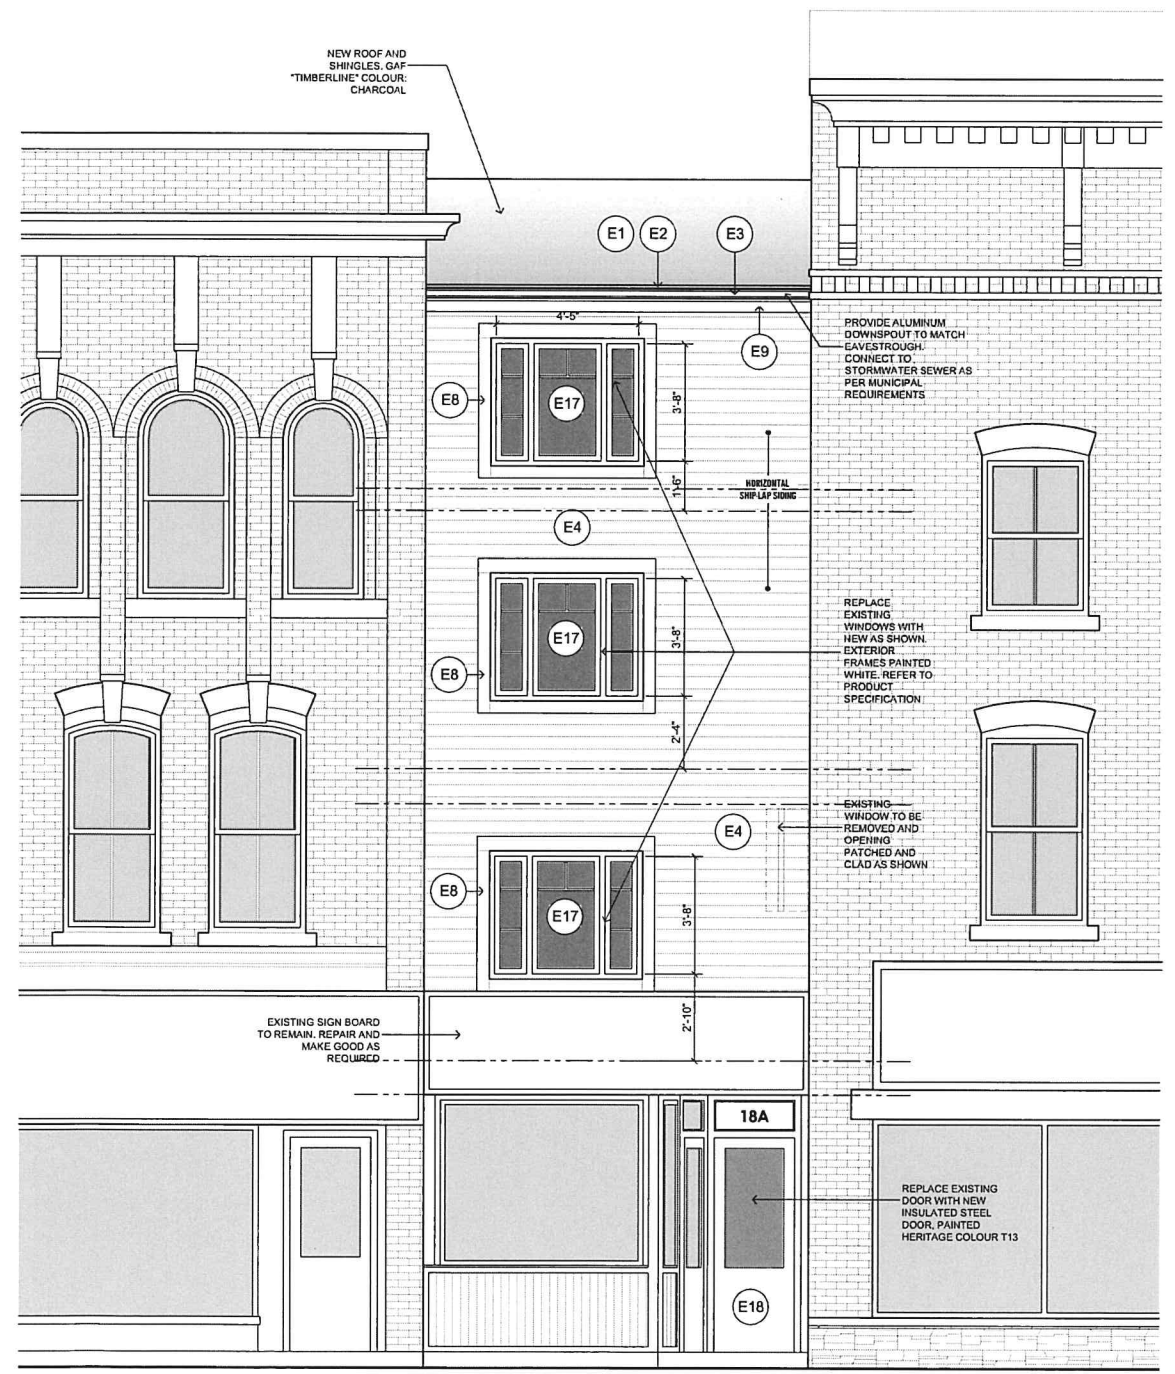 NEW ROOF AND
SHINGLES, GAF
"TIMBERLINE" COLOUR:
CHARCOAL
E1
E2
E3
4'-5"
E9
PROVIDE ALUMINUM
DOWNSPOUT TO MATCH
EAVESTROUGH.
CONNECT TO
STORMWATER SEWER AS
PER MUNICIPAL
REQUIREMENTS
E8
E17
3'-8"
1'-6"
HORIZONTAL
SHIP-LAP SIDING
E4
REPLACE
EXISTING
WINDOWS WITH
NEW AS SHOWN.
EXTERIOR
FRAMES PAINTED
WHITE. REFER TO
PRODUCT
SPECIFICATION
E17
3'-8"
E8
2'-4"
EXISTING
WINDOW TO BE
REMOVED AND
OPENING
PATCHED AND
CLAD AS SHOWN
E4
E8
E17
3'-8"
2'-10"
EXISTING SIGN BOARD
TO REMAIN. REPAIR AND
MAKE GOOD AS
REQUIRED
18A
REPLACE EXISTING
DOOR WITH NEW
INSULATED STEEL
DOOR, PAINTED
HERITAGE COLOUR T13
E18